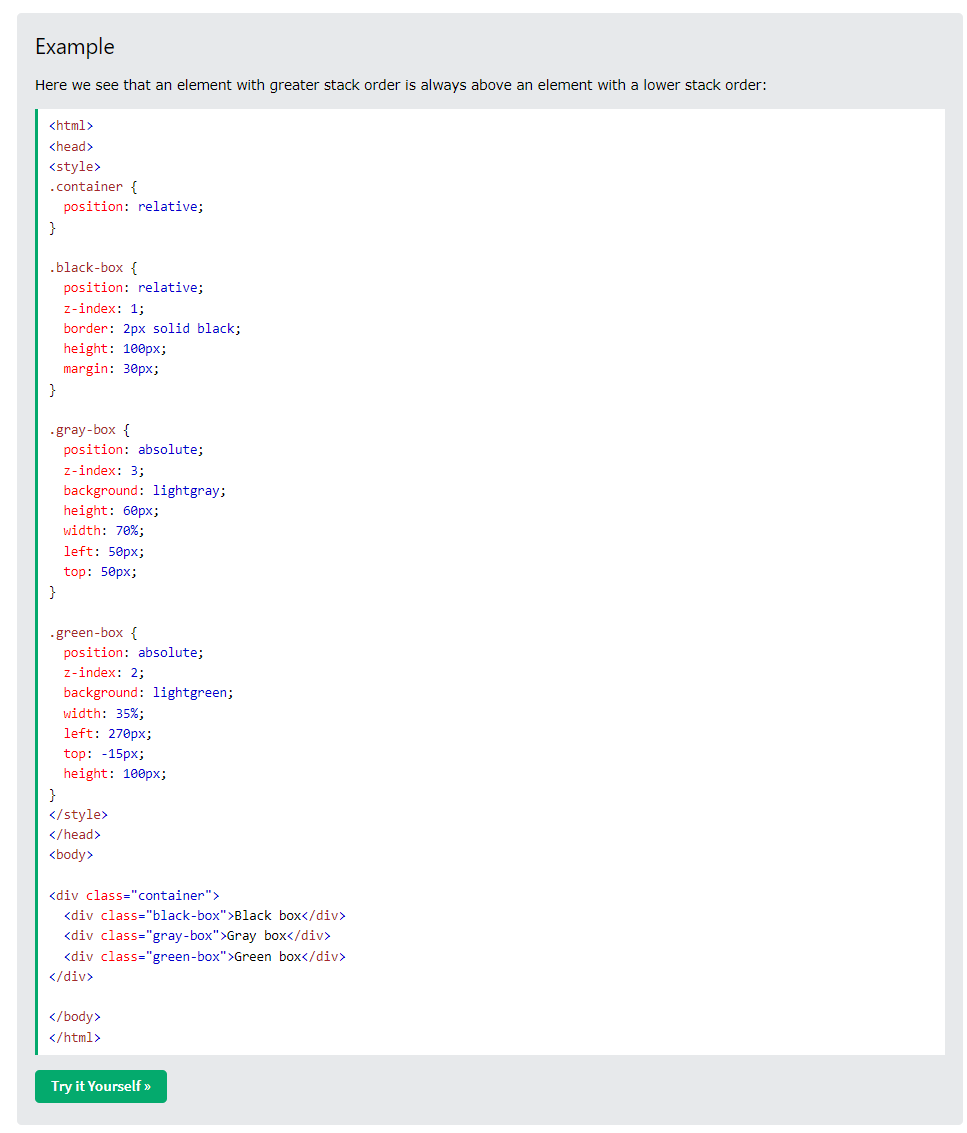 Example
Here we see that an element with greater stack order is always above an element with a lower stack order:
<html>
<head>
<style>
.container {
  position: relative;
}

.black-box {
  position: relative;
  z-index: 1;
  border: 2px solid black;
  height: 100px;
  margin: 30px;
}

.gray-box {
  position: absolute;
  z-index: 3;
  background: lightgray;
  height: 60px;
  width: 70%;
  left: 50px;
  top: 50px;
}

.green-box {
  position: absolute;
  z-index: 2;
  background: lightgreen;
  width: 35%;
  left: 270px;
  top: -15px;
  height: 100px;
}
</style>
</head>
<body>

<div class="container">
  <div class="black-box">Black box</div>
  <div class="gray-box">Gray box</div>
  <div class="green-box">Green box</div>
</div>

</body>
</html>
Try it Yourself »